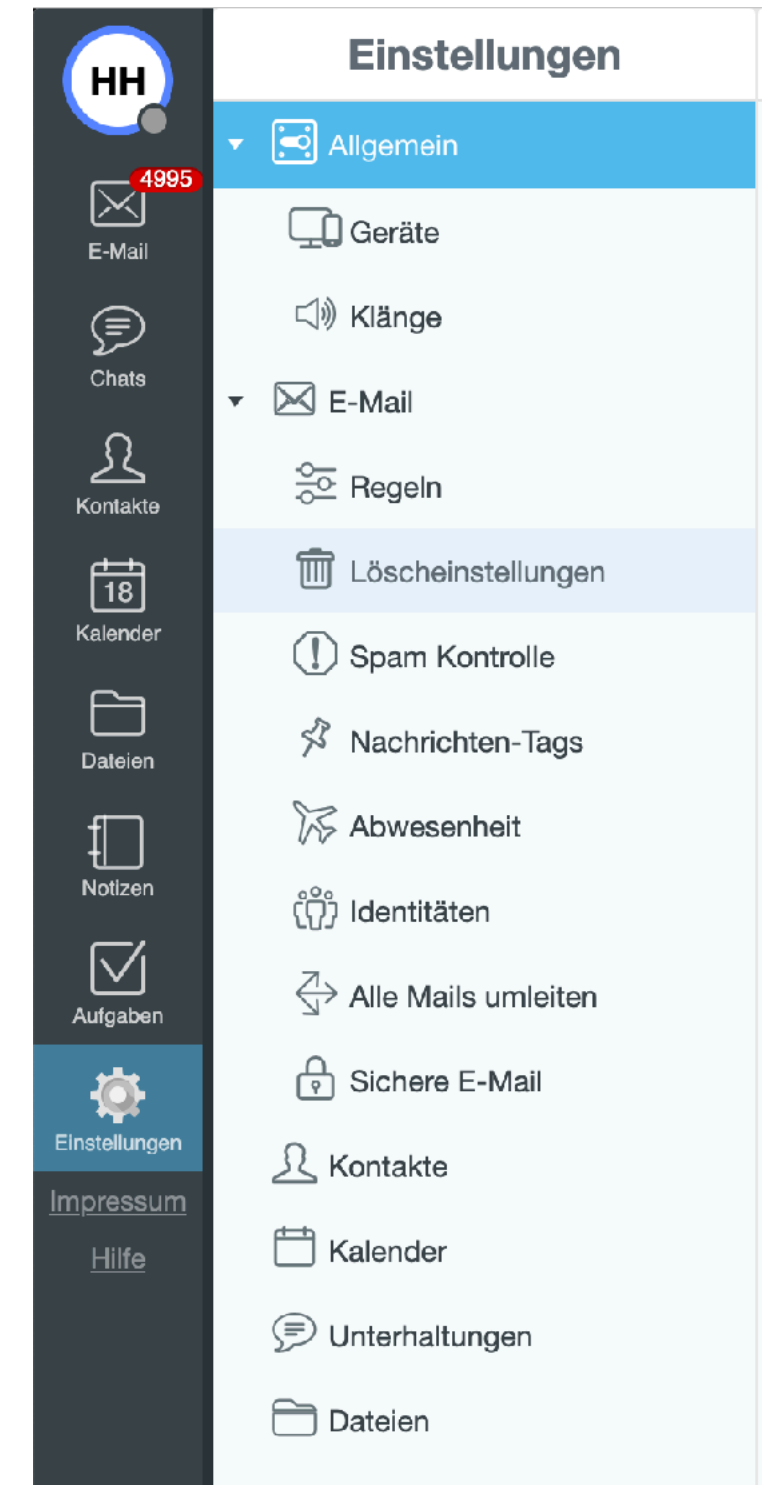 HH
4995
E-Mail
Chats
Kontakte
18
Kalender
Dateien
Notizen
Aufgaben
Einstellungen
Impressum
Hilfe
Einstellungen
Allgemein
Geräte
Klänge
E-Mail
Regeln
Löscheinstellungen
Spam Kontrolle
Nachrichten-Tags
Abwesenheit
Identitäten
Alle Mails umleiten
Sichere E-Mail
Kontakte
Kalender
Unterhaltungen
Dateien